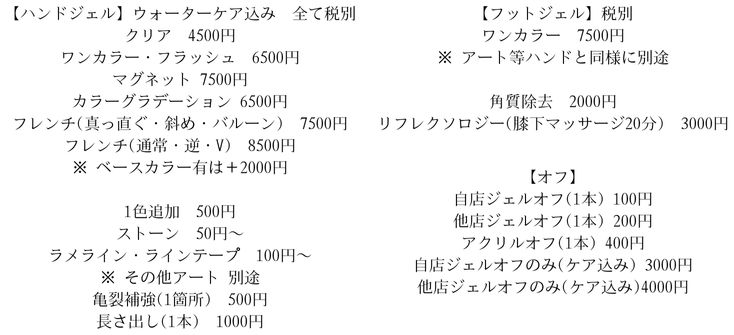 【ハンドジェル】ウォーターケア込み　全て税別
クリア　4500円
ワンカラー・フラッシュ　6500円
マグネット 7500円
カラーグラデーション 6500円
フレンチ(真っ直ぐ・斜め・バルーン)　7500円
フレンチ(通常・逆・V)　8500円
※ ベースカラー有は＋2000円
1色追加　500円
ストーン　50円〜
ラメライン・ラインテープ　100円〜
※ その他アート 別途
亀裂補強(1箇所)　500円
長さ出し(1本)　1000円
【フットジェル】税別
ワンカラー　7500円
※ アート等ハンドと同様に別途
角質除去　2000円
リフレクソロジー(膝下マッサージ20分)　3000円
【オフ】
自店ジェルオフ(1本) 100円
他店ジェルオフ(1本) 200円
アクリルオフ(1本) 400円
自店ジェルオフのみ(ケア込み) 3000円
他店ジェルオフのみ(ケア込み)4000円